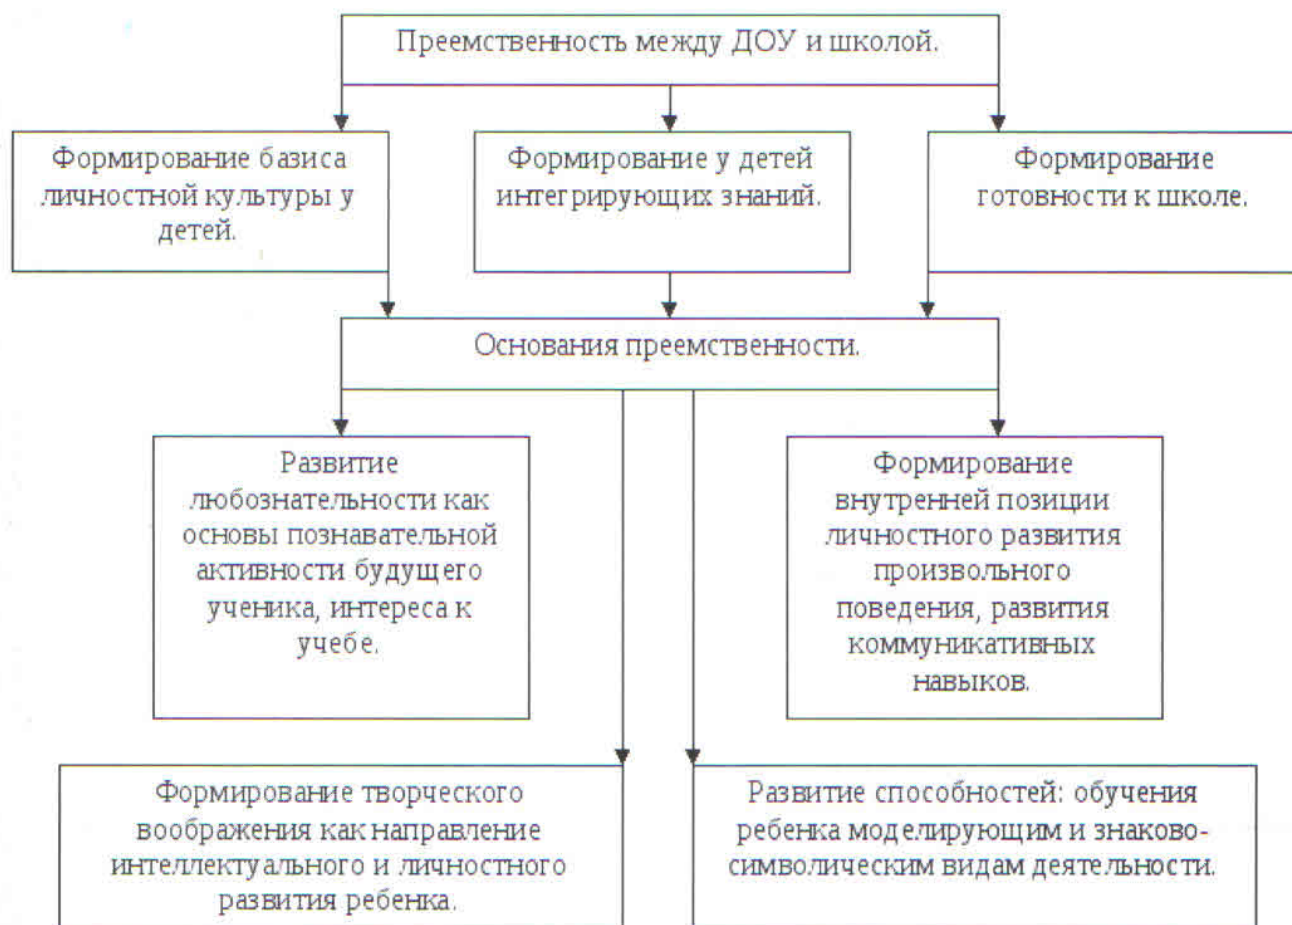 Преемственность между ДОУ и школой.
Формирование базиса
личностной культуры у
детей.
Формирование у детей
интегрирующих знаний.
Формирование
готовности к школе.
Основания преемственности.
Развитие
любознательности как
основы познавательной
активности будущего
ученика, интереса к
учебе.
Формирование
внутренней позиции
личностного развития
произвольного
поведения, развития
коммуникативных
навыков.
Формирование творческого
воображения как направление
интеллектуального и личностного
развития ребенка.
Развитие способностей: обучения
ребенка моделирующим и знаково-
символическим видам деятельности.